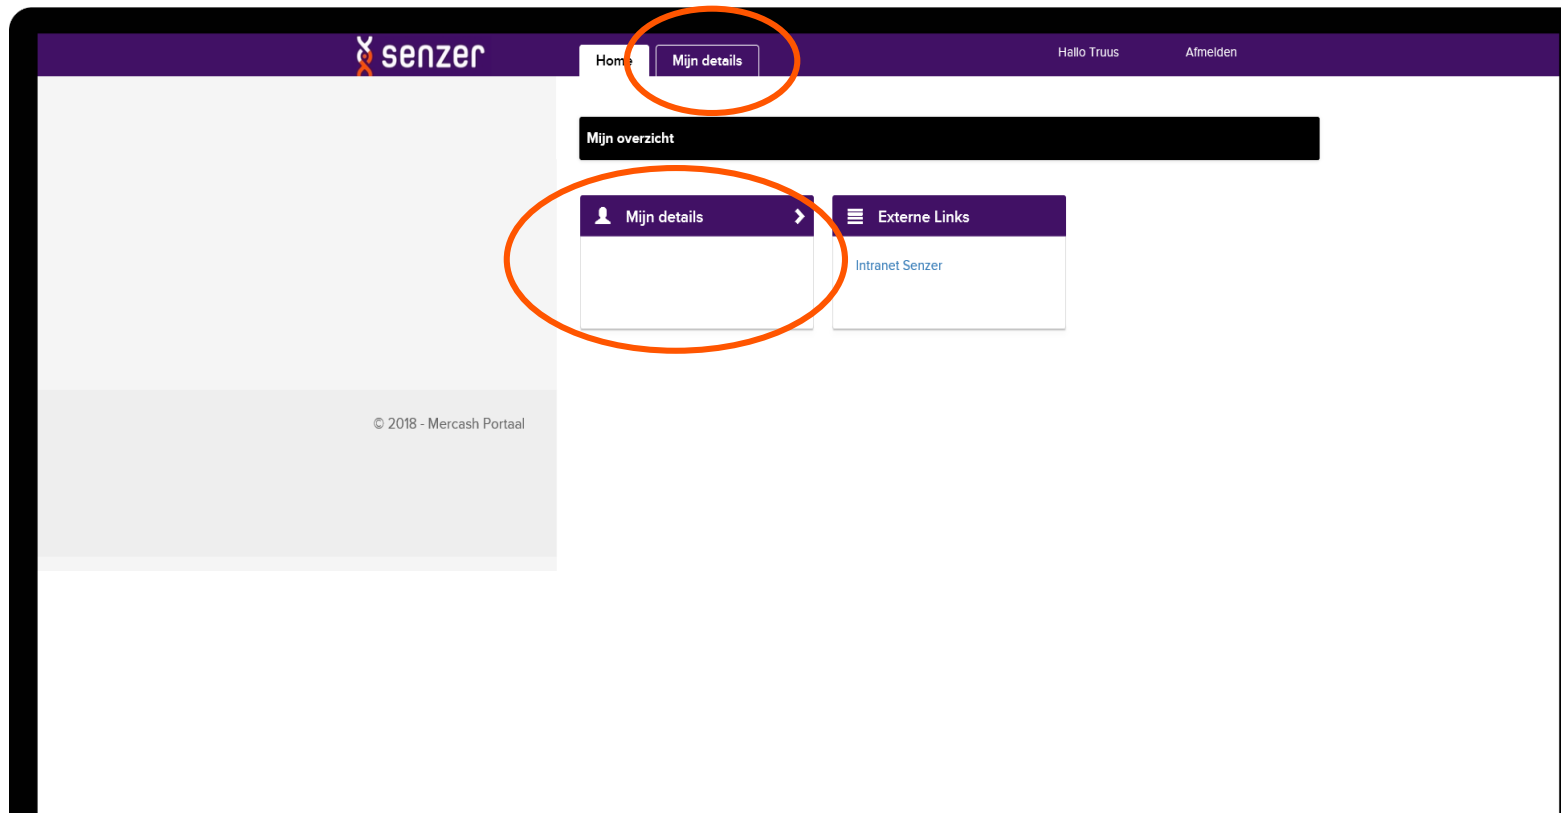 senzer
Home Mijn details Hallo Truus Afmelden
Mijn overzicht
Mijn details Externe Links
Intranet Senzer
© 2018 - Mercash Portaal